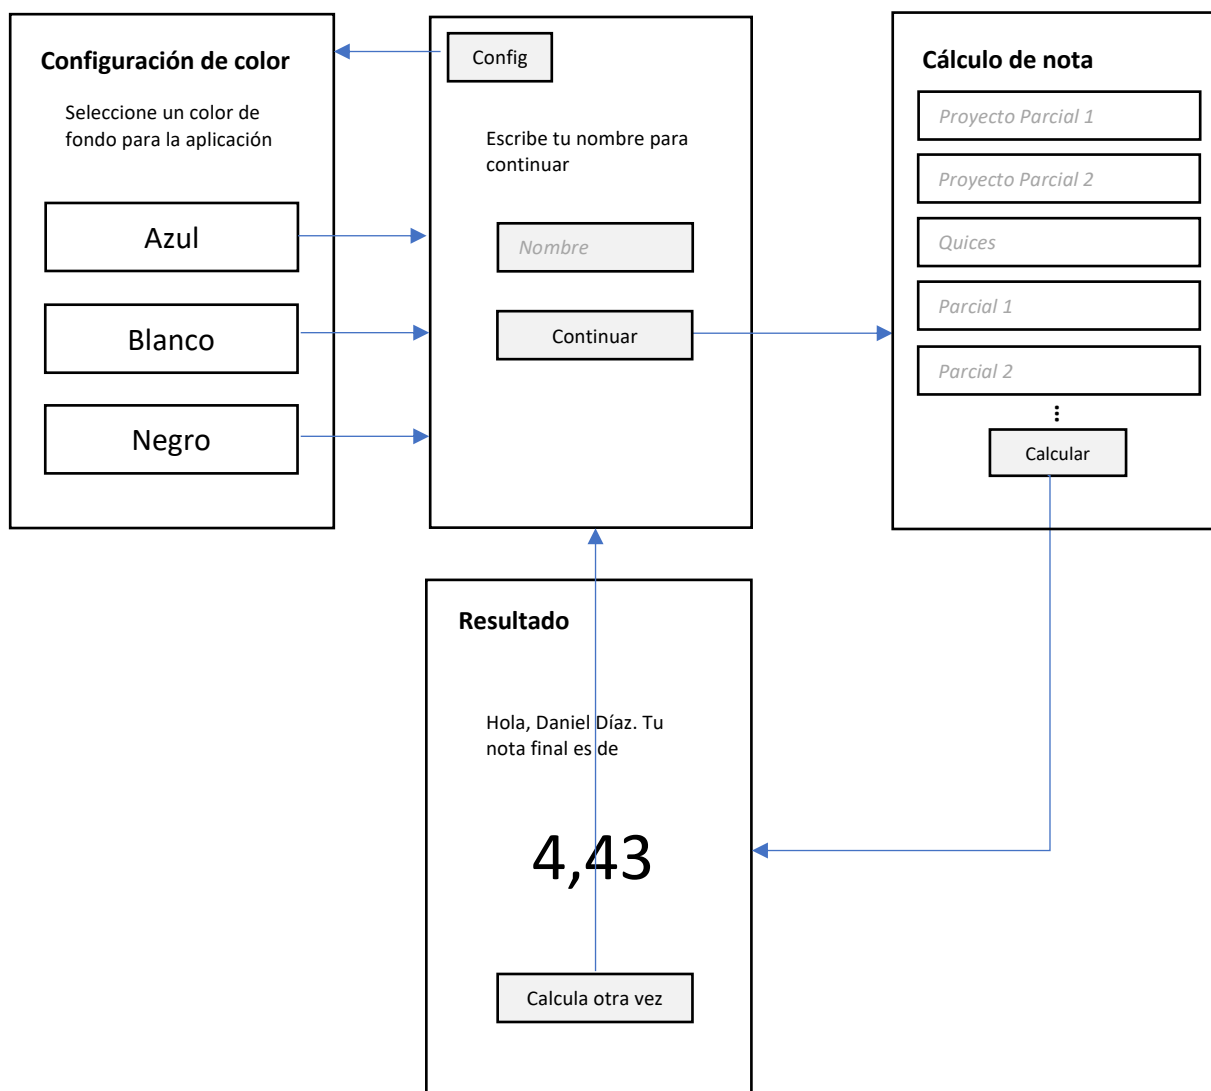 Configuración de color
Seleccione un color de
fondo para la aplicación
Azul
Blanco
Negro
Config
Escribe tu nombre para
continuar
Nombre
Continuar
Cálculo de nota
Proyecto Parcial 1
Proyecto Parcial 2
Quices
Parcial 1
Parcial 2
Calcular
Resultado
Hola, Daniel Díaz. Tu
nota final es de
4,43
Calcula otra vez